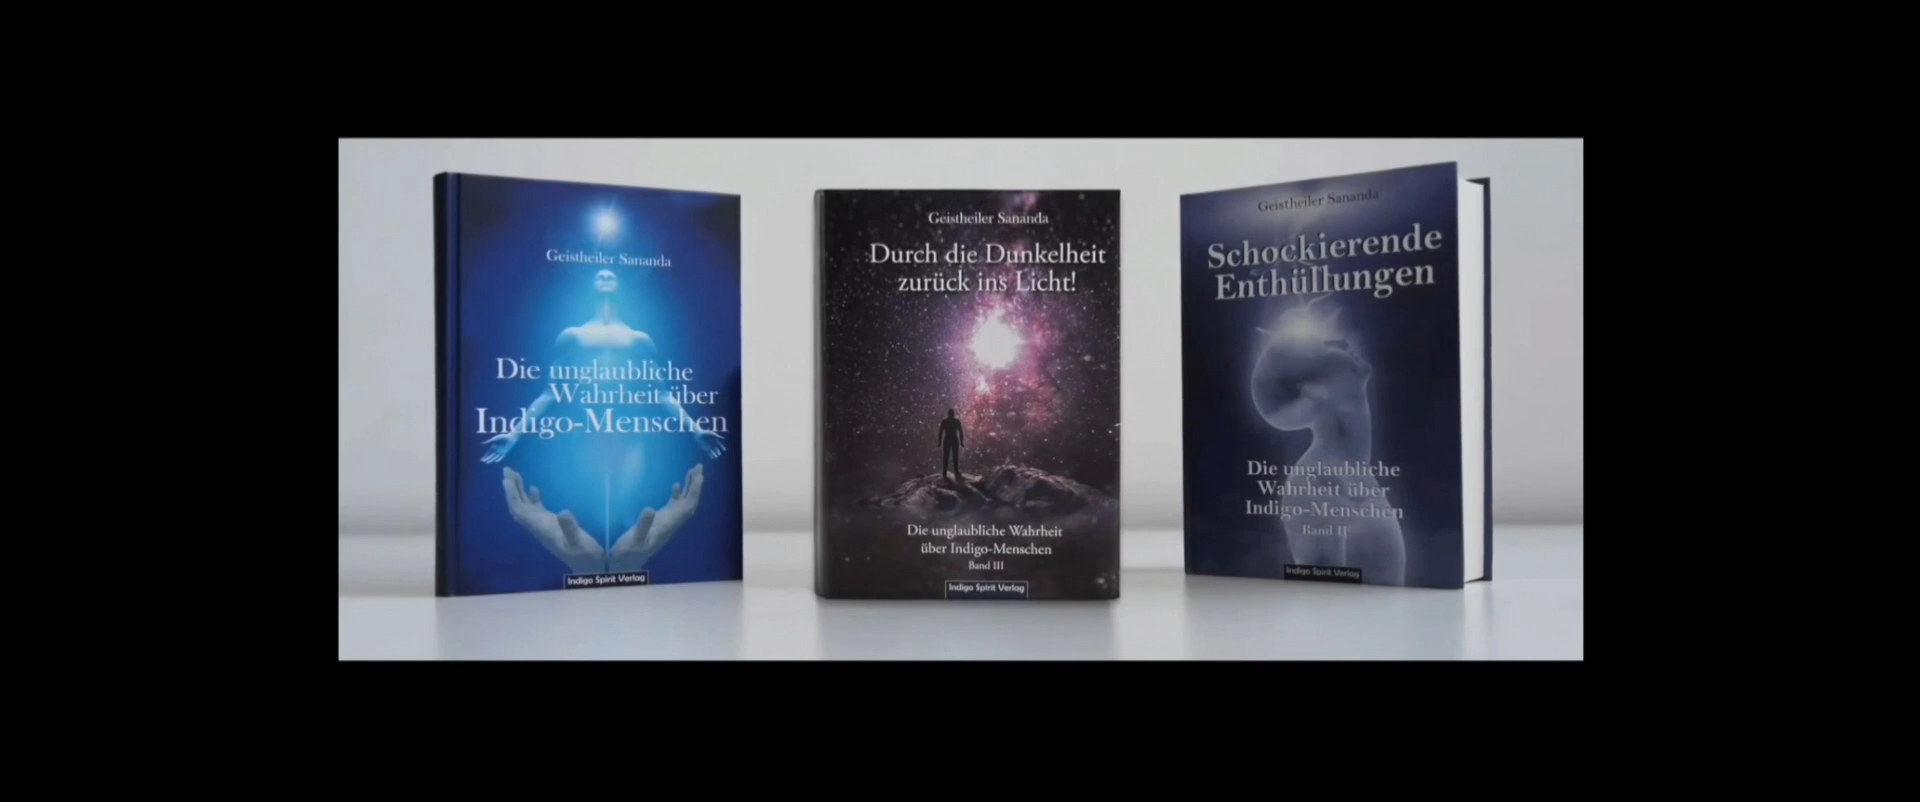 Geistheiler Sananda
Die unglaubliche
Wahrheit über
Indigo-Menschen
Indigo Spirit Verlag
Geistheiler Sananda
Durch die Dunkelheit
zurück ins Licht!
Die unglaubliche Wahrheit
über Indigo-Menschen
Band III
Indigo Spirit Verlag
Geistheiler Sananda
Schockierende
Enthüllungen
Die unglaubliche
Wahrheit über
Indigo-Menschen
Band II
Indigo Spirit Verlag